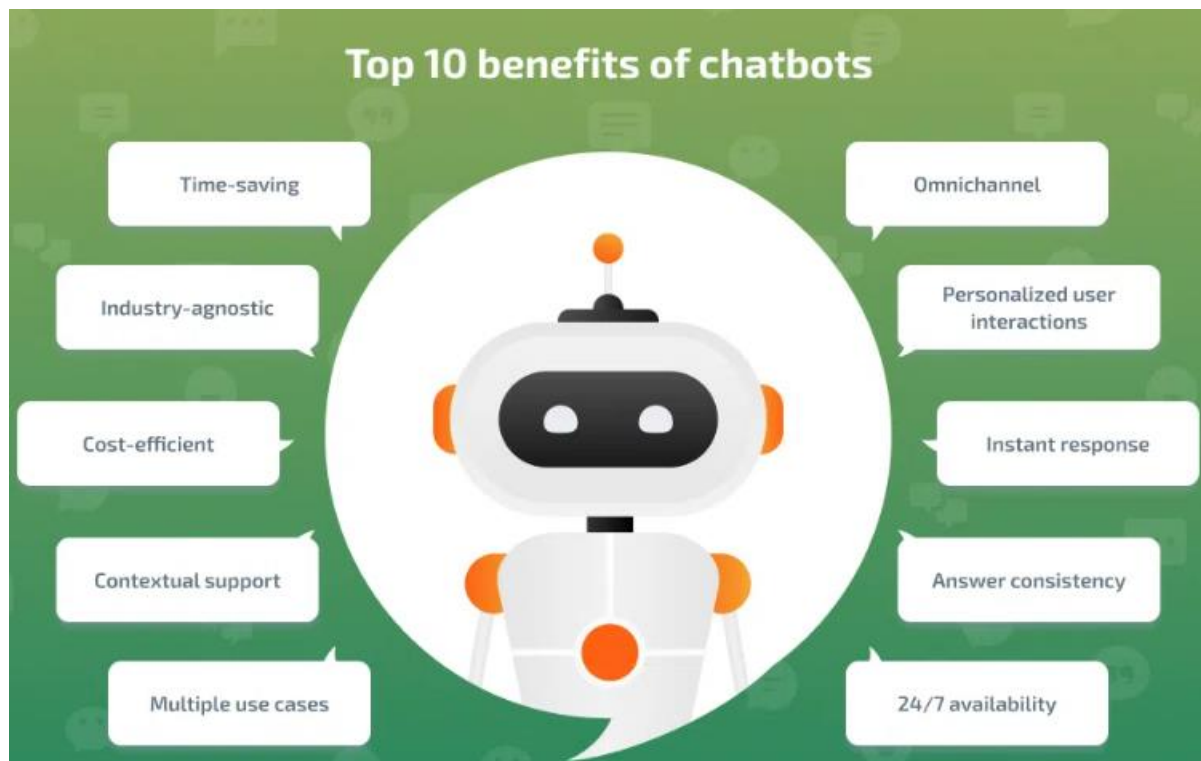 Top 10 benefits of chatbots
Time-saving
Industry-agnostic
Cost-efficient
Contextual support
Multiple use cases
Omnichannel
Personalized user
interactions
Instant response
Answer consistency
24/7 availability